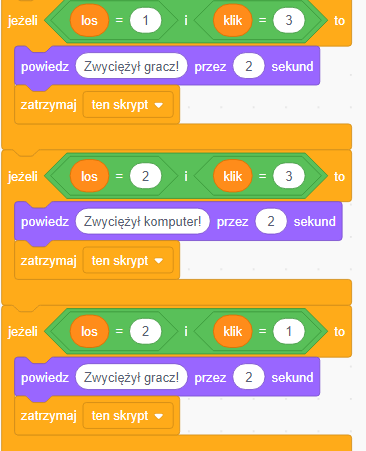 jeżeli los = 1 i klik = 3 to
powiedz Zwyciężył gracz! przez 2 sekund
zatrzymaj ten skrypt
jeżeli los = 2 i klik = 3 to
powiedz Zwyciężył komputer! przez 2 sekund
zatrzymaj ten skrypt
jeżeli los = 2 i klik = 1 to
powiedz Zwyciężył gracz! przez 2 sekund
zatrzymaj ten skrypt